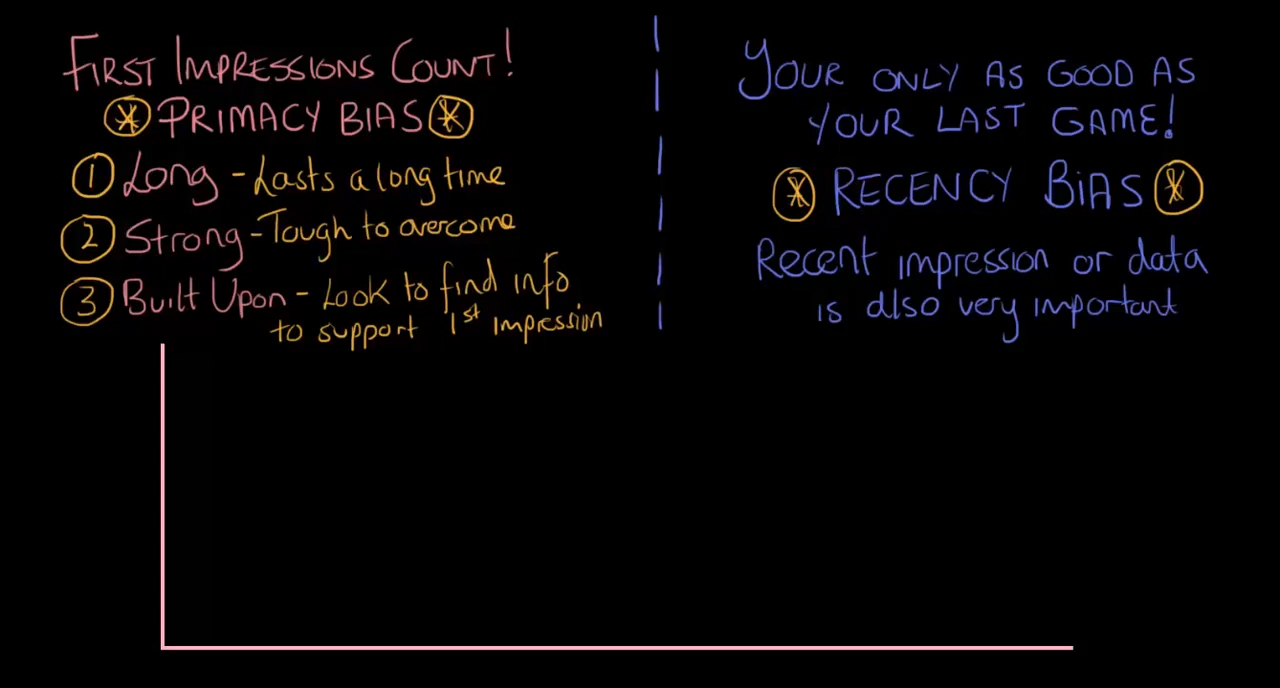 First Impressions Count!
* Primacy Bias *
1 Long - Lasts a long time
2 Strong - Tough to overcome
3 Built Upon - Look to find info
to support 1st impression
Your only as good as
your last game!
* Recency Bias *
Recent impression or data
is also very important